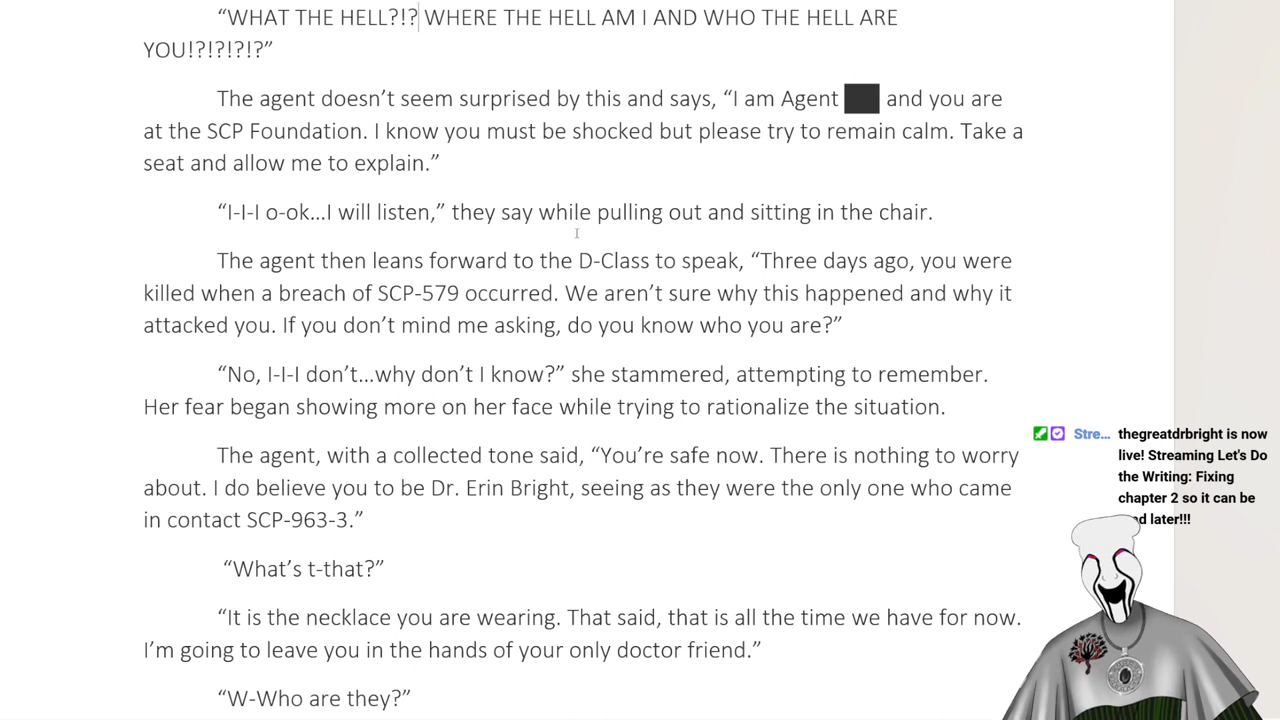 “WHAT THE HELL?!? WHERE THE HELL AM I AND WHO THE HELL ARE
YOU!?!?!?!?”
The agent doesn’t seem surprised by this and says, “I am Agent and you are
at the SCP Foundation. I know you must be shocked but please try to remain calm. Take a
seat and allow me to explain.”
“I-I-I o-ok…I will listen,” they say while pulling out and sitting in the chair.
The agent then leans forward to the D-Class to speak, “Three days ago, you were
killed when a breach of SCP-579 occurred. We aren’t sure why this happened and why it
attacked you. If you don’t mind me asking, do you know who you are?”
“No, I-I-I don’t…why don’t I know?” she stammered, attempting to remember.
Her fear began showing more on her face while trying to rationalize the situation.
The agent, with a collected tone said, “You’re safe now. There is nothing to worry
about. I do believe you to be Dr. Erin Bright, seeing as they were the only one who came
in contact SCP-963-3.”
“What’s t-that?”
“It is the necklace you are wearing. That said, that is all the time we have for now.
I’m going to leave you in the hands of your only doctor friend.”
“W-Who are they?”
Stre... thegreatdrbright is now
live! Streaming Let's Do
the Writing: Fixing
chapter 2 so it can be
later!!!